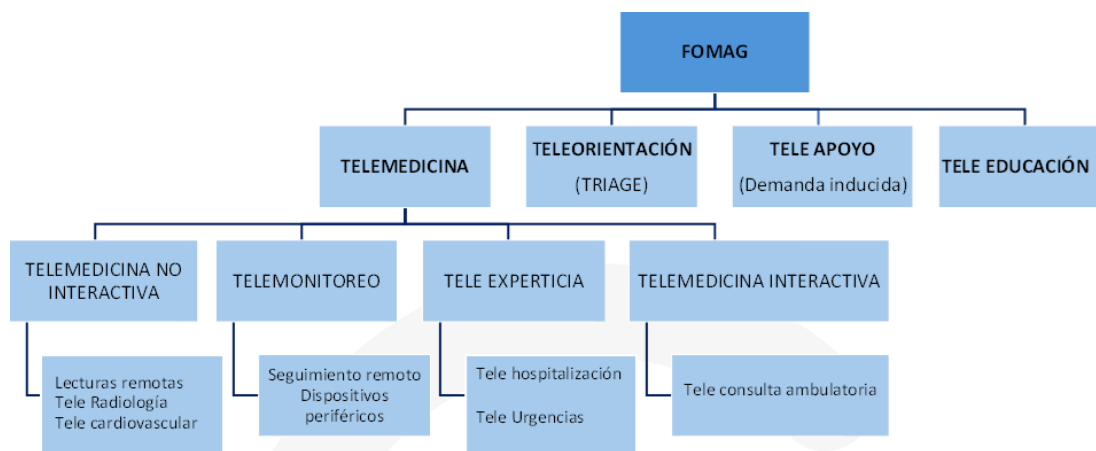 FOMAG
TELEMEDICINA
TELEORIENTACIÓN
(TRIAGE)
TELE APOYO
(Demanda inducida)
TELE EDUCACIÓN
TELEMEDICINA NO
INTERACTIVA
TELEMONITOREO
TELE EXPERTICIA
TELEMEDICINA INTERACTIVA
Lecturas remotas
Tele Radiología
Tele cardiovascular
Seguimiento remoto
Dispositivos
periféricos
Tele hospitalización
Tele Urgencias
Tele consulta ambulatoria